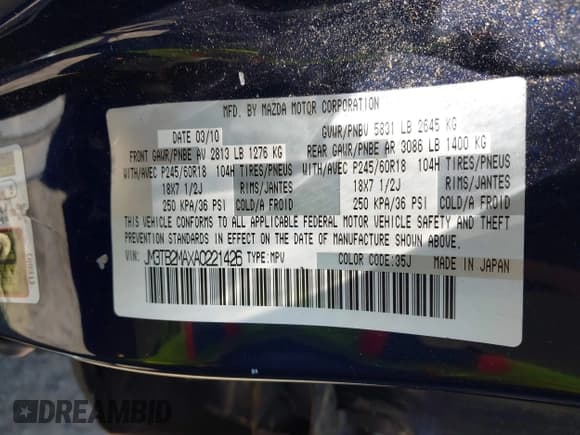 MFD. BY MAZDA MOTOR CORPORATION
DATE 03/10
GVWR/PNBV 5831 LB 2645 KG
FRONT GAWR/PNBE AV 2813 LB 1276 KG
REAR GAWR/PNBE AR 3086 LB 1400 KG
WITH/AVEC P245/60R18 104H TIRES/PNEUS
WITH/AVEC P245/60R18 104H TIRES/PNEUS
18X7 1/2J RIMS/JANTES
18X7 1/2J RIMS/JANTES
250 KPA/36 PSI COLD/A FROID
250 KPA/36 PSI COLD/A FROID
THIS VEHICLE CONFORMS TO ALL APPLICABLE FEDERAL MOTOR VEHICLE SAFETY AND THEFT
PREVENTION STANDARDS IN EFFECT ON THE DATE OF MANUFACTURE SHOWN ABOVE.
VIN: JM3TB2MAXA0221426 TYPE:MPV COLOR CODE:35J MADE IN JAPAN
DREAMBID